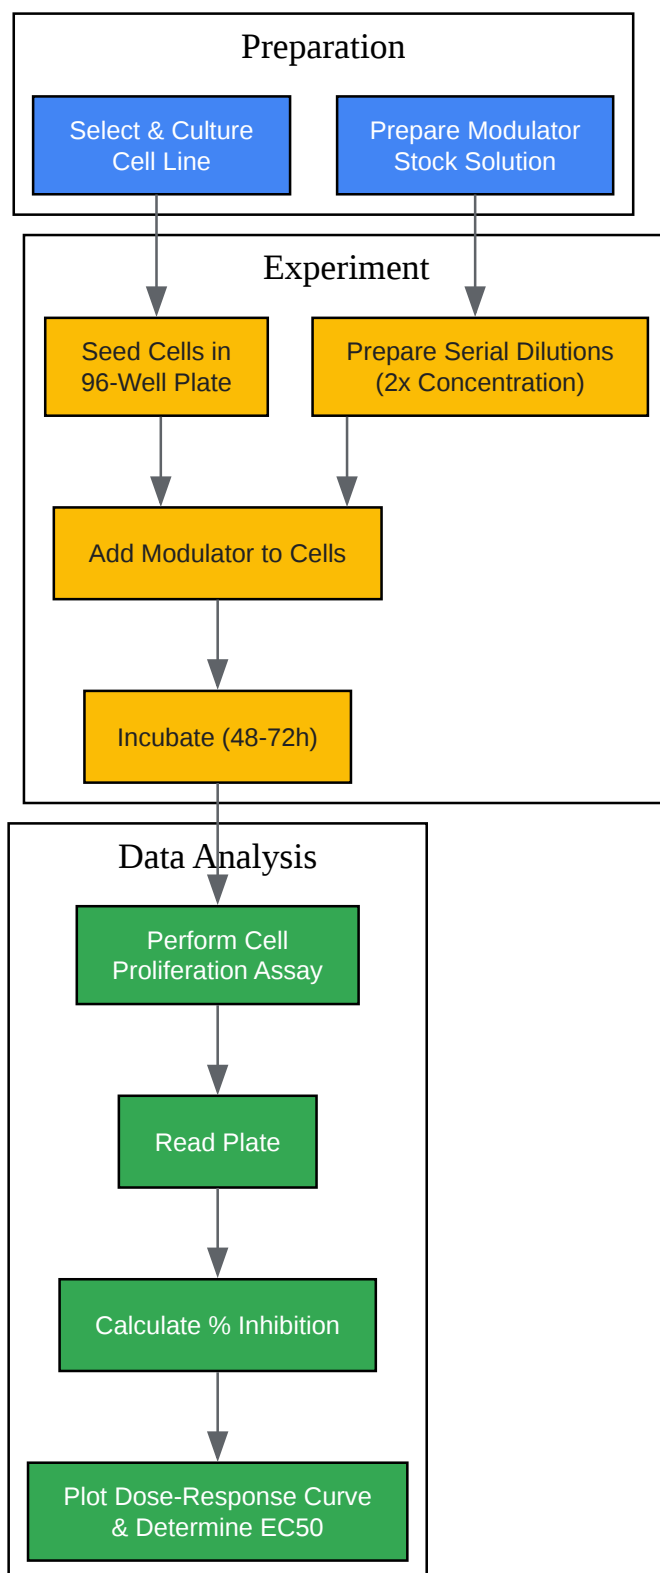 Preparation
Select & Culture
Cell Line
Prepare Modulator
Stock Solution
Experiment
Seed Cells in
96-Well Plate
Prepare Serial Dilutions
(2x Concentration)
Add Modulator to Cells
Incubate (48-72h)
Data Analysis
Perform Cell
Proliferation Assay
Read Plate
Calculate % Inhibition
Plot Dose-Response Curve
& Determine EC50